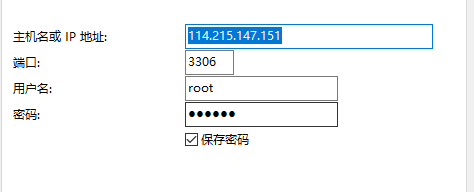 主机名或 IP 地址: 114.215.147.151
端口: 3306
用户名: root
密码: ●●●●●●
保存密码